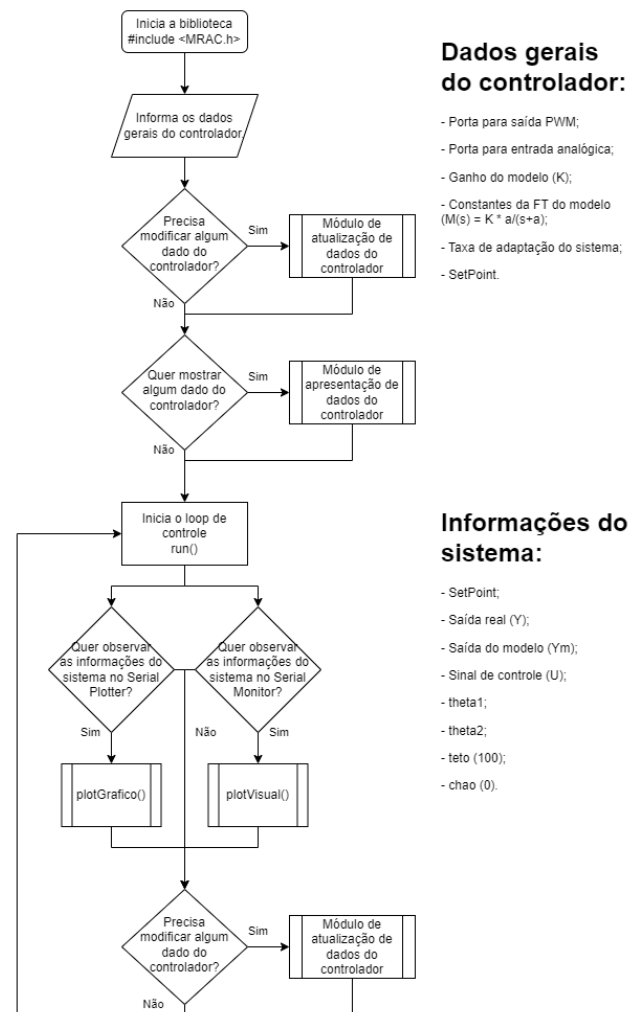 Inicia a biblioteca
#include <MRAC.h>
Informa os dados
gerais do controlador
Precisa
modificar algum
dado do
controlador?
Sim
Módulo de
atualização de
dados do
controlador
Não
Quer mostrar
algum dado do
controlador?
Sim
Módulo de
apresentação de
dados do
controlador
Não
Inicia o loop de
controle
run()
Quer observar
as informações do
sistema no Serial
Plotter?
Quer observar
as informações do
sistema no Serial
Monitor?
Sim
Não
Sim
plotGrafico()
plotVisual()
Precisa
modificar algum
dado do
controlador?
Sim
Módulo de
atualização de
dados do
controlador
Não
Dados gerais
do controlador:
- Porta para saída PWM;
- Porta para entrada analógica;
- Ganho do modelo (K);
- Constantes da FT do modelo
(M(s) = K * a/(s+a);
- Taxa de adaptação do sistema;
- SetPoint.
Informações do
sistema:
- SetPoint;
- Saída real (Y);
- Saída do modelo (Ym);
- Sinal de controle (U);
- theta1;
- theta2;
- teto (100);
- chao (0).